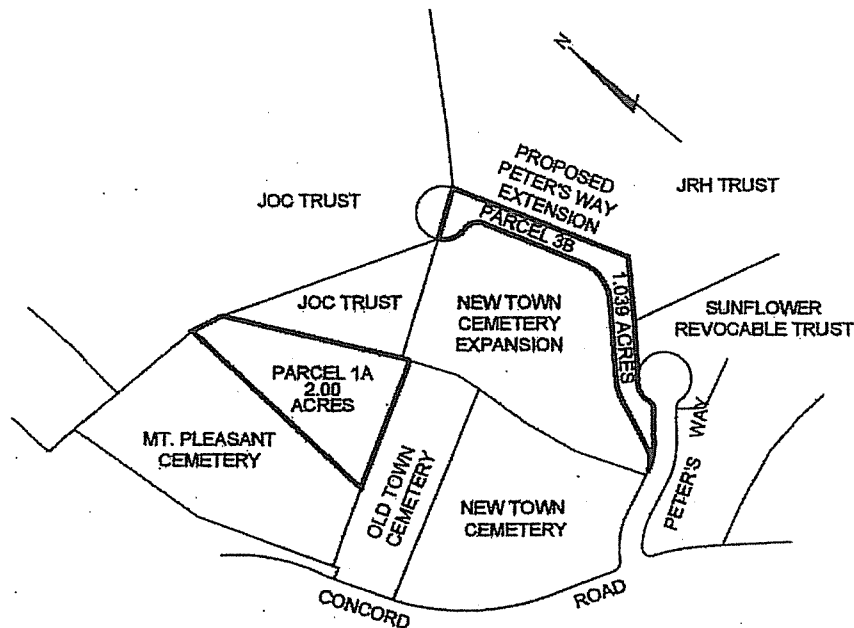 N
PROPOSED
PETER'S WAY
EXTENSION
JOC TRUST
JRH TRUST
PARCEL 3B
1.039 ACRES
JOC TRUST
NEW TOWN
CEMETERY
EXPANSION
SUNFLOWER
REVOCABLE TRUST
PARCEL 1A
2.00
ACRES
MT. PLEASANT
CEMETERY
OLD TOWN
CEMETERY
NEW TOWN
CEMETERY
PETER'S WAY
CONCORD ROAD